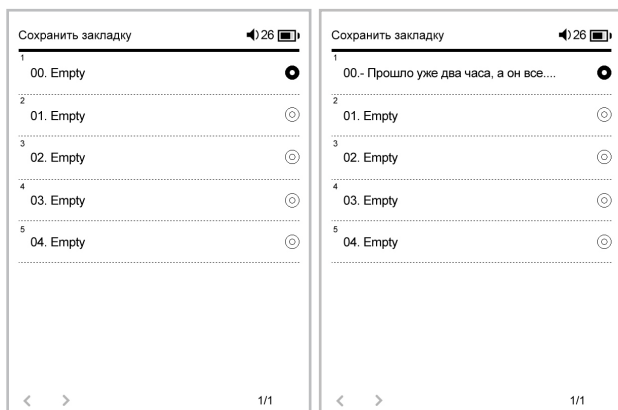 Сохранить закладку 26
1
00. Empty
2
01. Empty
3
02. Empty
4
03. Empty
5
04. Empty
< > 1/1
Сохранить закладку 26
1
00.- Прошло уже два часа, а он все....
2
01. Empty
3
02. Empty
4
03. Empty
5
04. Empty
< > 1/1